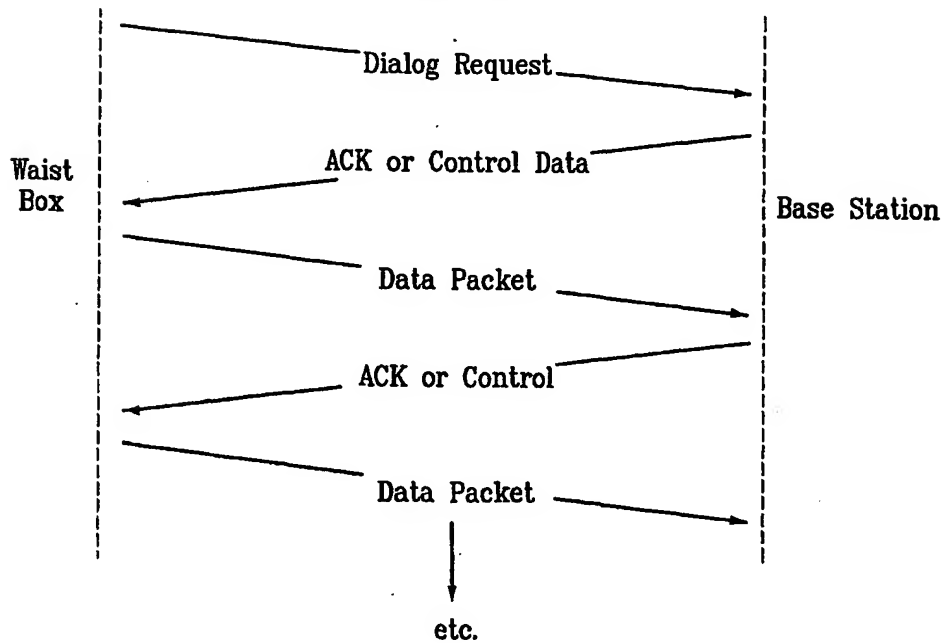 Dialog Request
ACK or Control Data
Waist
Box
Base Station
Data Packet
ACK or Control
Data Packet
etc.